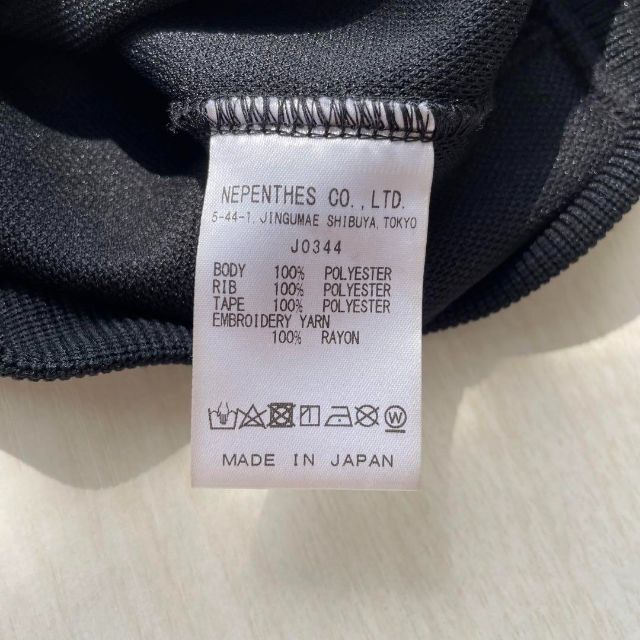 NEPENTHES CO.,LTD.
5-44-1,JINGUMAE SHIBUYA,TOKYO
J0344
BODY 100% POLYESTER
RIB 100% POLYESTER
TAPE 100% POLYESTER
EMBROIDERY YARN
100% RAYON
W
MADE IN JAPAN